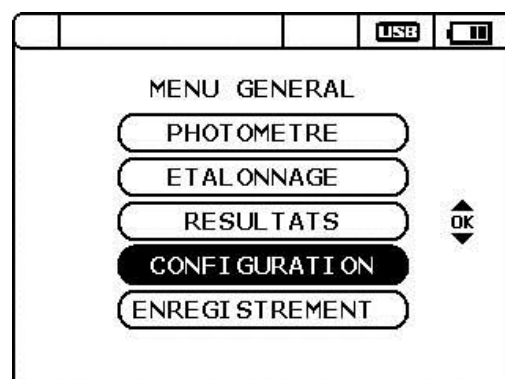 USB
MENU GENERAL
PHOTOMETRE
ETALONNAGE
RESULTATS
OK
CONFIGURATION
ENREGISTREMENT